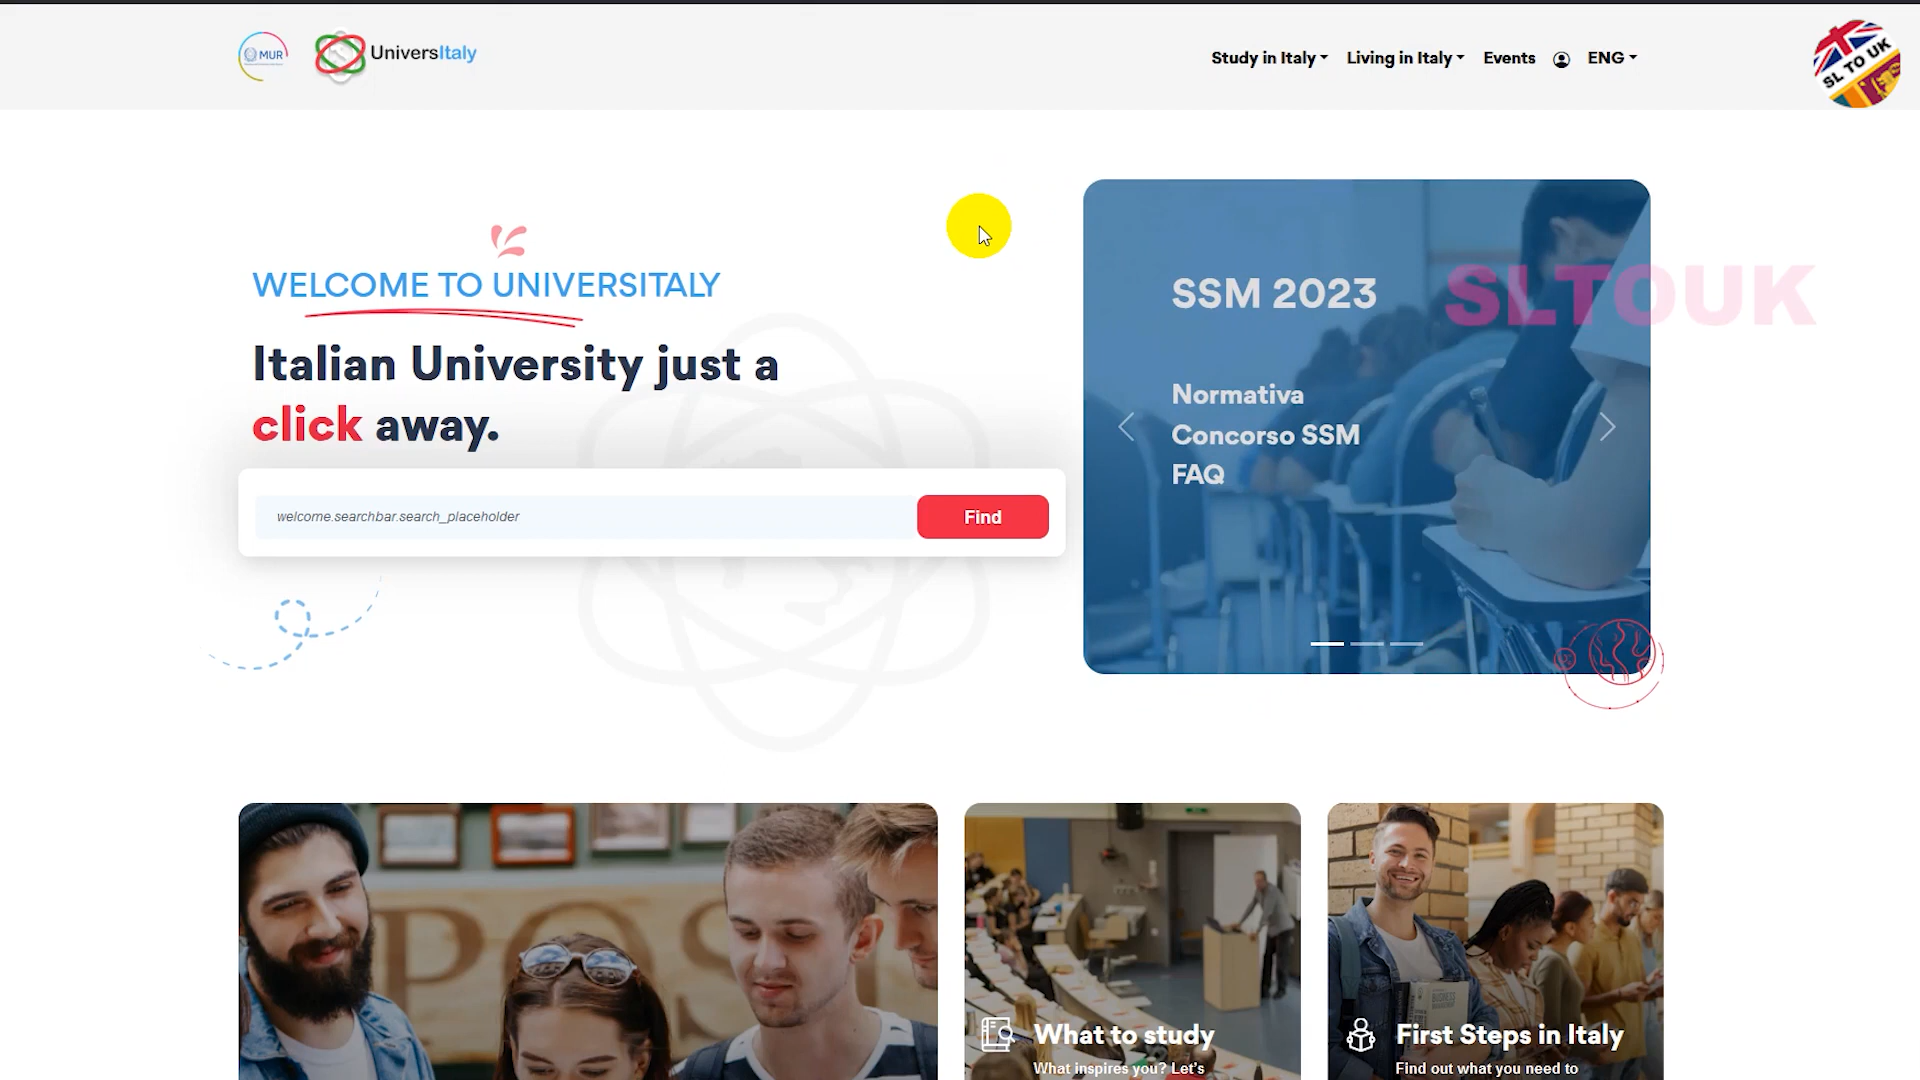 MUR
UniversItaly
Study in Italy
Living in Italy
Events
ENG
SL TO UK
WELCOME TO UNIVERSITALY
Italian University just a
click away.
welcome.searchbar.search_placeholder
Find
SSM 2023
SLTOUK
Normativa
Concorso SSM
FAQ
POS
BUSINESS
What to study
What inspires you? Let's
First Steps in Italy
Find out what you need to